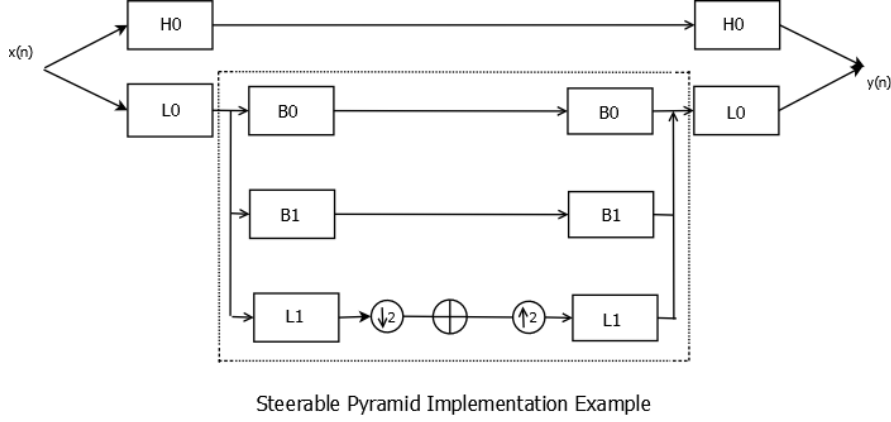 H0 H0
x(n)
y(n)
L0 B0 B0 L0
B1 B1
L1 ↓2 ↑2 L1
Steerable Pyramid Implementation Example